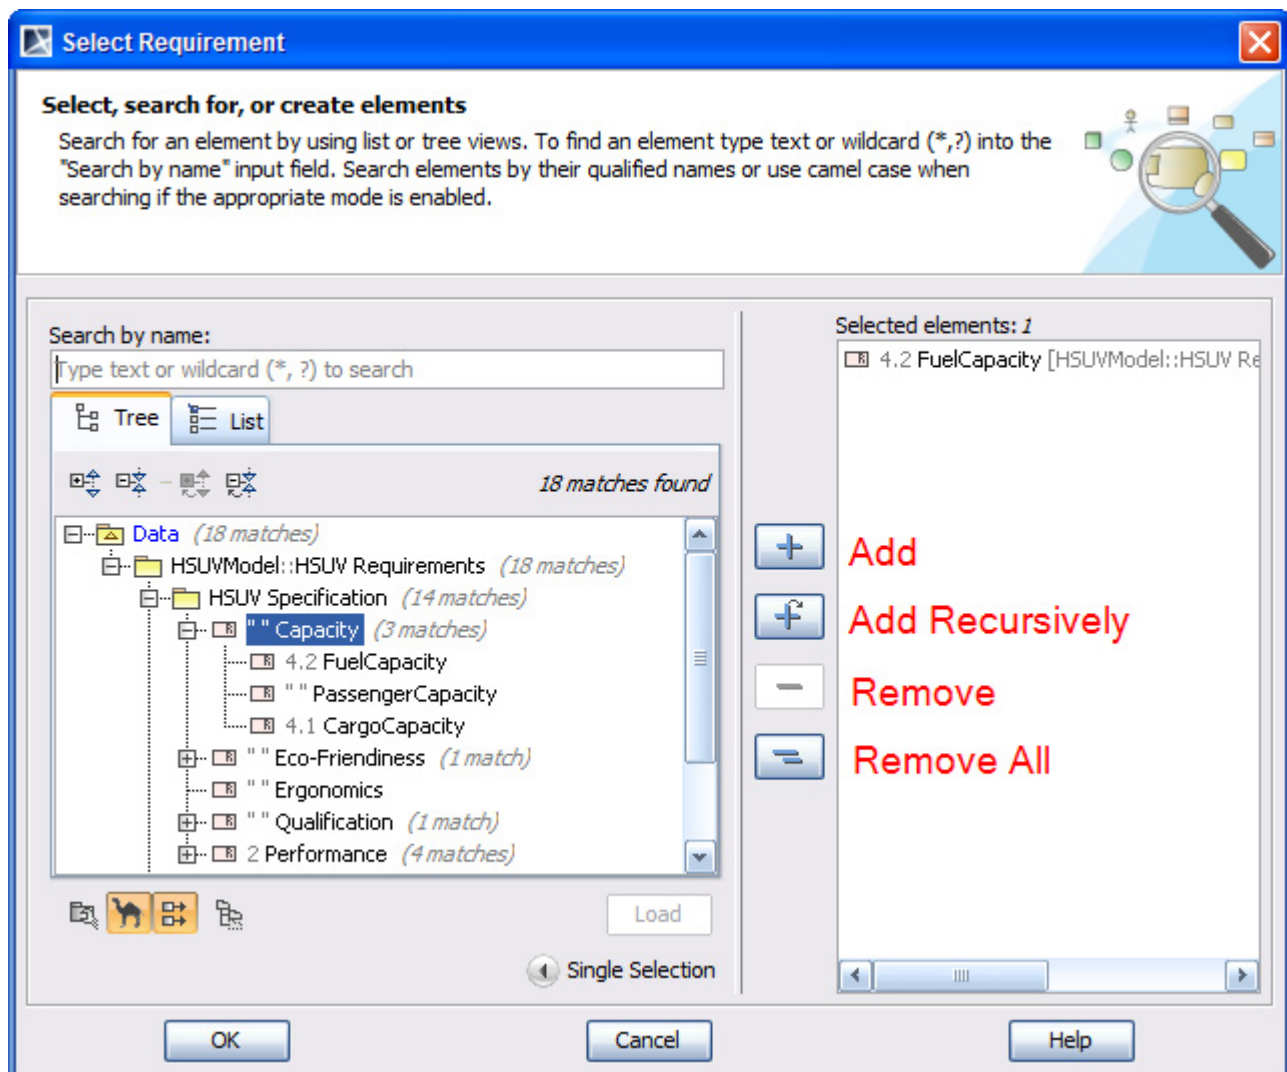 Select Requirement
Select, search for, or create elements
Search for an element by using list or tree views. To find an element type text or wildcard (*,?) into the
"Search by name" input field. Search elements by their qualified names or use camel case when
searching if the appropriate mode is enabled.
Search by name:
Type text or wildcard (*, ?) to search
Tree
List
18 matches found
Data (18 matches)
HSUVModel::HSUV Requirements (18 matches)
HSUV Specification (14 matches)
" " Capacity (3 matches)
4.2 FuelCapacity
" " PassengerCapacity
4.1 CargoCapacity
" " Eco-Friendiness (1 match)
" " Ergonomics
" " Qualification (1 match)
2 Performance (4 matches)
Load
Single Selection
Add
Add Recursively
Remove
Remove All
Selected elements: 1
4.2 FuelCapacity [HSUVModel::HSUV Re
OK
Cancel
Help